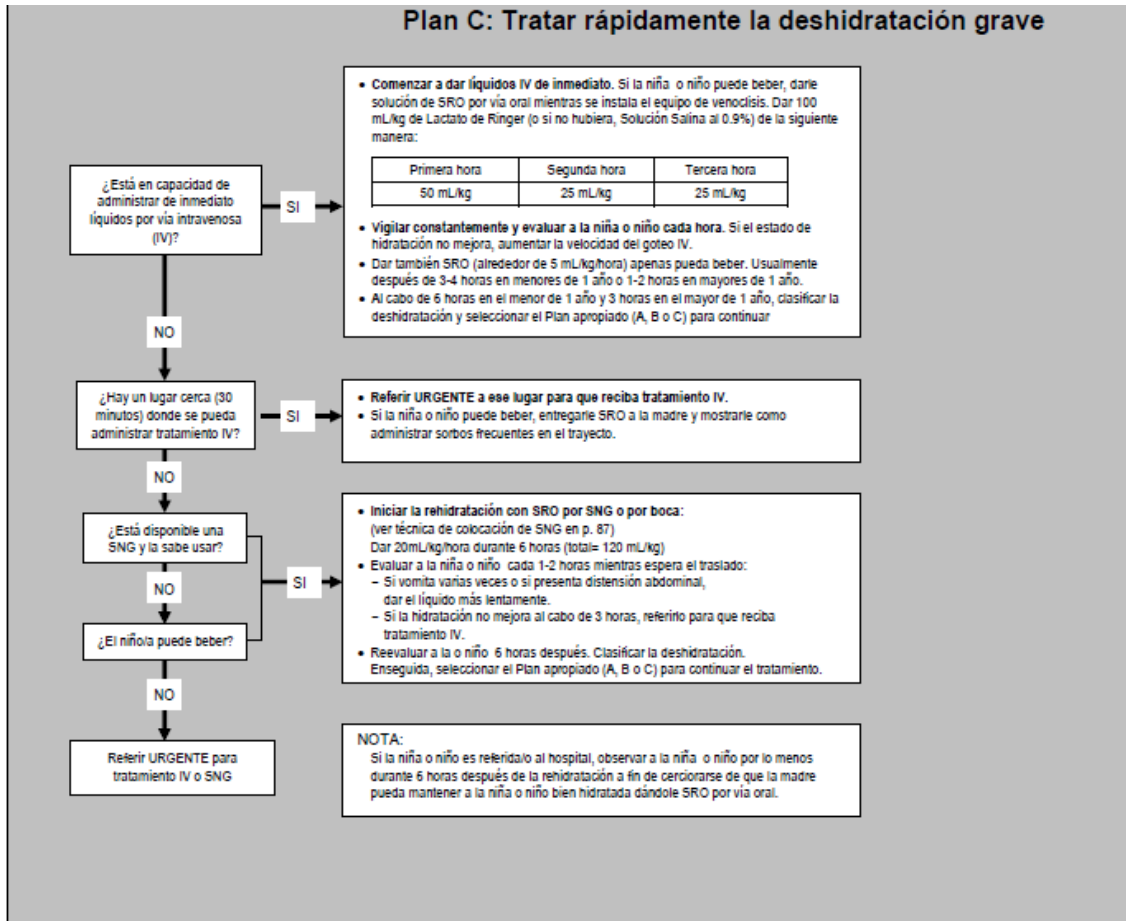 Plan C: Tratar rápidamente la deshidratación grave
¿Está en capacidad de
administrar de inmediato
líquidos por vía intravenosa
(IV)?
SI
• Comenzar a dar líquidos IV de inmediato. Si la niña o niño puede beber, darle
solución de SRO por vía oral mientras se instala el equipo de venoclisis. Dar 100
mL/kg de Lactato de Ringer (o si no hubiera, Solución Salina al 0.9%) de la siguiente
manera:
Primera hora Segunda hora Tercera hora
50 mL/kg 25 mL/kg 25 mL/kg
• Vigilar constantemente y evaluar a la niña o niño cada hora. Si el estado de
hidratación no mejora, aumentar la velocidad del goteo IV.
• Dar también SRO (alrededor de 5 mL/kg/hora) apenas pueda beber. Usualmente
después de 3-4 horas en menores de 1 año o 1-2 horas en mayores de 1 año.
• Al cabo de 6 horas en el menor de 1 año y 3 horas en el mayor de 1 año, clasificar la
deshidratación y seleccionar el Plan apropiado (A, B o C) para continuar
NO
¿Hay un lugar cerca (30
minutos) donde se pueda
administrar tratamiento IV?
SI
• Referir URGENTE a ese lugar para que reciba tratamiento IV.
• Si la niña o niño puede beber, entregarle SRO a la madre y mostrarle como
administrar sorbos frecuentes en el trayecto.
NO
¿Está disponible una
SNG y la sabe usar?
NO
¿El niño/a puede beber?
SI
• Iniciar la rehidratación con SRO por SNG o por boca:
(ver técnica de colocación de SNG en p. 87)
Dar 20mL/kg/hora durante 6 horas (total= 120 mL/kg)
• Evaluar a la niña o niño cada 1-2 horas mientras espera el traslado:
– Si vomita varias veces o si presenta distensión abdominal,
dar el líquido más lentamente.
– Si la hidratación no mejora al cabo de 3 horas, referirlo para que reciba
tratamiento IV.
• Reevaluar a la o niño 6 horas después. Clasificar la deshidratación.
Enseguida, seleccionar el Plan apropiado (A, B o C) para continuar el tratamiento.
NO
Referir URGENTE para
tratamiento IV o SNG
NOTA:
Si la niña o niño es referida/o al hospital, observar a la niña o niño por lo menos
durante 6 horas después de la rehidratación a fin de cerciorarse de que la madre
pueda mantener a la niña o niño bien hidratada dándole SRO por vía oral.